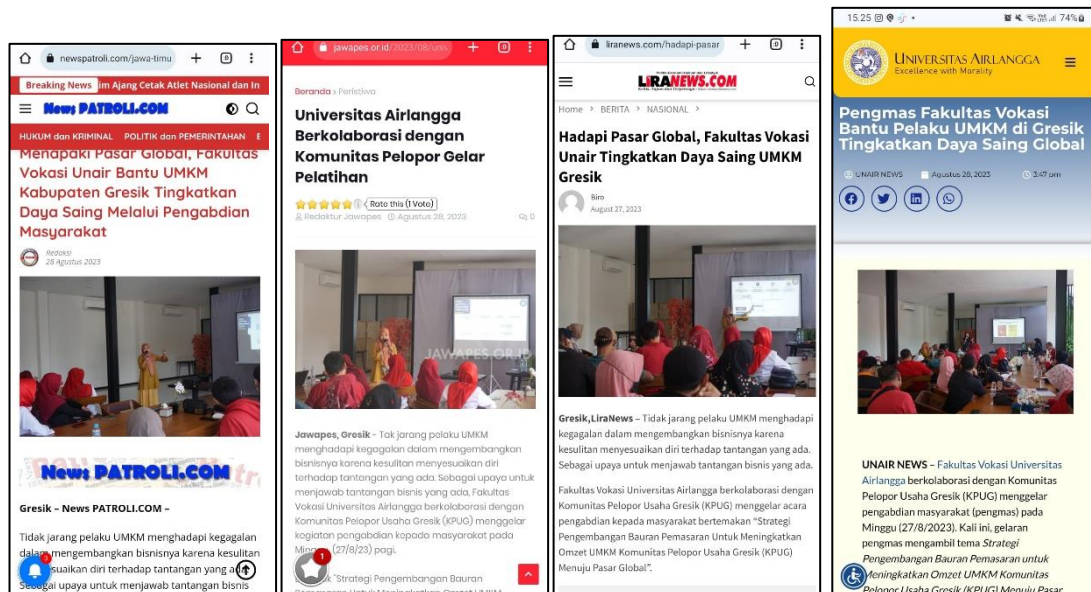 newspatroli.com/jawa-timu
Breaking News im Ajang Cetak Atlet Nasional dan In
News PATROLI.COM
HUKUM dan KRIMINAL POLITIK dan PEMERINTAHAN E
Menapaki Pasar Global, Fakultas
Vokasi Unair Bantu UMKM
Kabupaten Gresik Tingkatkan
Daya Saing Melalui Pengabdian
Masyarakat
Redaksi
28 Agustus 2023
News PATROLI.COM
Gresik – News PATROLI.COM –
Tidak jarang pelaku UMKM menghadapi kegagalan
dalam mengembangkan bisnisnya karena kesulitan
suaikan diri terhadap tantangan yang ada
Sebagai upaya untuk menjawab tantangan bisnis
jawapes.or.id/2023/08/univ
Beranda > Peristiwa
Universitas Airlangga
Berkolaborasi dengan
Komunitas Pelopor Gelar
Pelatihan
Rate this (1 Vote)
Redaktur Jawapes Agustus 28, 2023 0
JAWAPES.OR.ID
Jawapes, Gresik - Tak jarang pelaku UMKM
menghadapi kegagalan dalam mengembangkan
bisnisnya karena kesulitan menyesuaikan diri
terhadap tantangan yang ada. Sebagai upaya untuk
menjawab tantangan bisnis yang ada, Fakultas
Vokasi Universitas Airlangga berkolaborasi dengan
Komunitas Pelopor Usaha Gresik (KPUG) menggelar
kegiatan pengabdian kepada masyarakat pada
Minggu (27/8/23) pagi.
1
"Strategi Pengembangan Bauran
liranews.com/hadapi-pasar
LIRANEWS.COM
Home > BERITA > NASIONAL >
Hadapi Pasar Global, Fakultas Vokasi
Unair Tingkatkan Daya Saing UMKM
Gresik
Biro
August 27, 2023
Gresik,LiraNews – Tidak jarang pelaku UMKM menghadapi
kegagalan dalam mengembangkan bisnisnya karena
kesulitan menyesuaikan diri terhadap tantangan yang ada.
Sebagai upaya untuk menjawab tantangan bisnis yang ada.
Fakultas Vokasi Universitas Airlangga berkolaborasi dengan
Komunitas Pelopor Usaha Gresik (KPUG) menggelar acara
pengabdian kepada masyarakat bertemakan "Strategi
Pengembangan Bauran Pemasaran Untuk Meningkatkan
Omzet UMKM Komunitas Pelopor Usaha Gresik (KPUG)
Menuju Pasar Global".
15.25 74%
UNIVERSITAS AIRLANGGA
Excellence with Morality
Pengmas Fakultas Vokasi
Bantu Pelaku UMKM di Gresik
Tingkatkan Daya Saing Global
UNAIR NEWS Agustus 28, 2023 3:47 pm
UNAIR NEWS – Fakultas Vokasi Universitas
Airlangga berkolaborasi dengan Komunitas
Pelopor Usaha Gresik (KPUG) menggelar
pengabdian masyarakat (pengmas) pada
Minggu (27/8/2023). Kali ini, gelaran
pengmas mengambil tema Strategi
Pengembangan Bauran Pemasaran untuk
Meningkatkan Omzet UMKM Komunitas
Pelopor Usaha Gresik (KPUG) Menuju Pasar